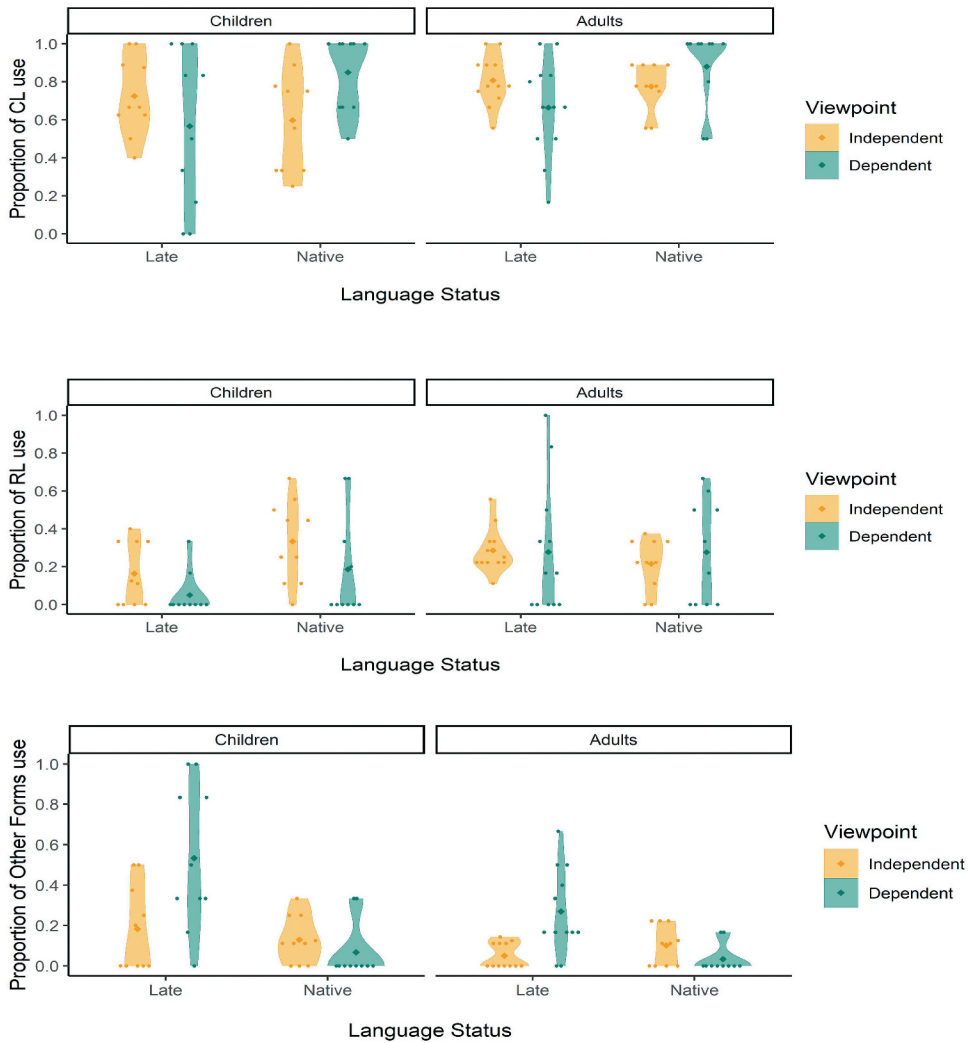 Children Adults
Proportion of CL use
1.0
0.8
0.6
0.4
0.2
0.0
Late Native Late Native
Language Status
Viewpoint
Independent
Dependent
Children Adults
Proportion of RL use
1.0
0.8
0.6
0.4
0.2
0.0
Late Native Late Native
Language Status
Viewpoint
Independent
Dependent
Children Adults
Proportion of Other Forms use
1.0
0.8
0.6
0.4
0.2
0.0
Late Native Late Native
Language Status
Viewpoint
Independent
Dependent